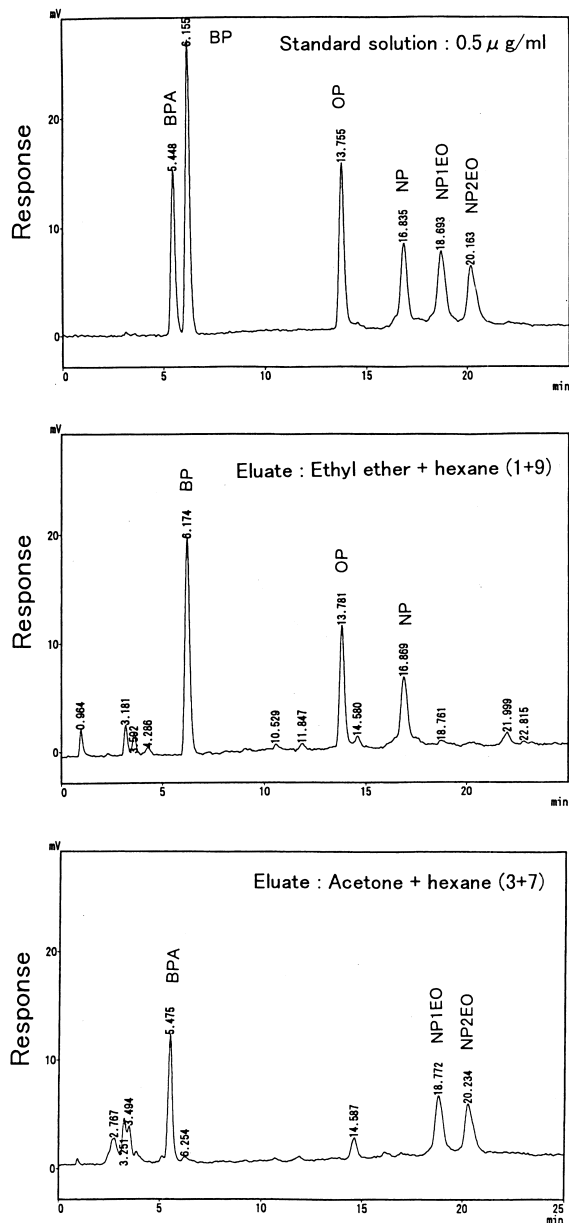 mV
Standard solution : 0.5 μ g/ml
BP
6.155
BPA
5.448
OP
13.755
NP
16.835
NP1EO
18.693
NP2EO
20.163
Response
20
10
0
0 5 10 15 20
min
mV
Eluate : Ethyl ether + hexane (1+9)
BP
6.174
OP
13.781
NP
16.869
0.964
3.181
3.592
4.286
10.529
11.847
14.580
18.761
21.999
22.815
Response
20
10
0
0 5 10 15 20
min
mV
Eluate : Acetone + hexane (3+7)
BPA
5.475
NP1EO
18.772
NP2EO
20.234
2.767
3.251
3.494
6.254
14.587
Response
20
10
0
0 5 10 15 20 25
min